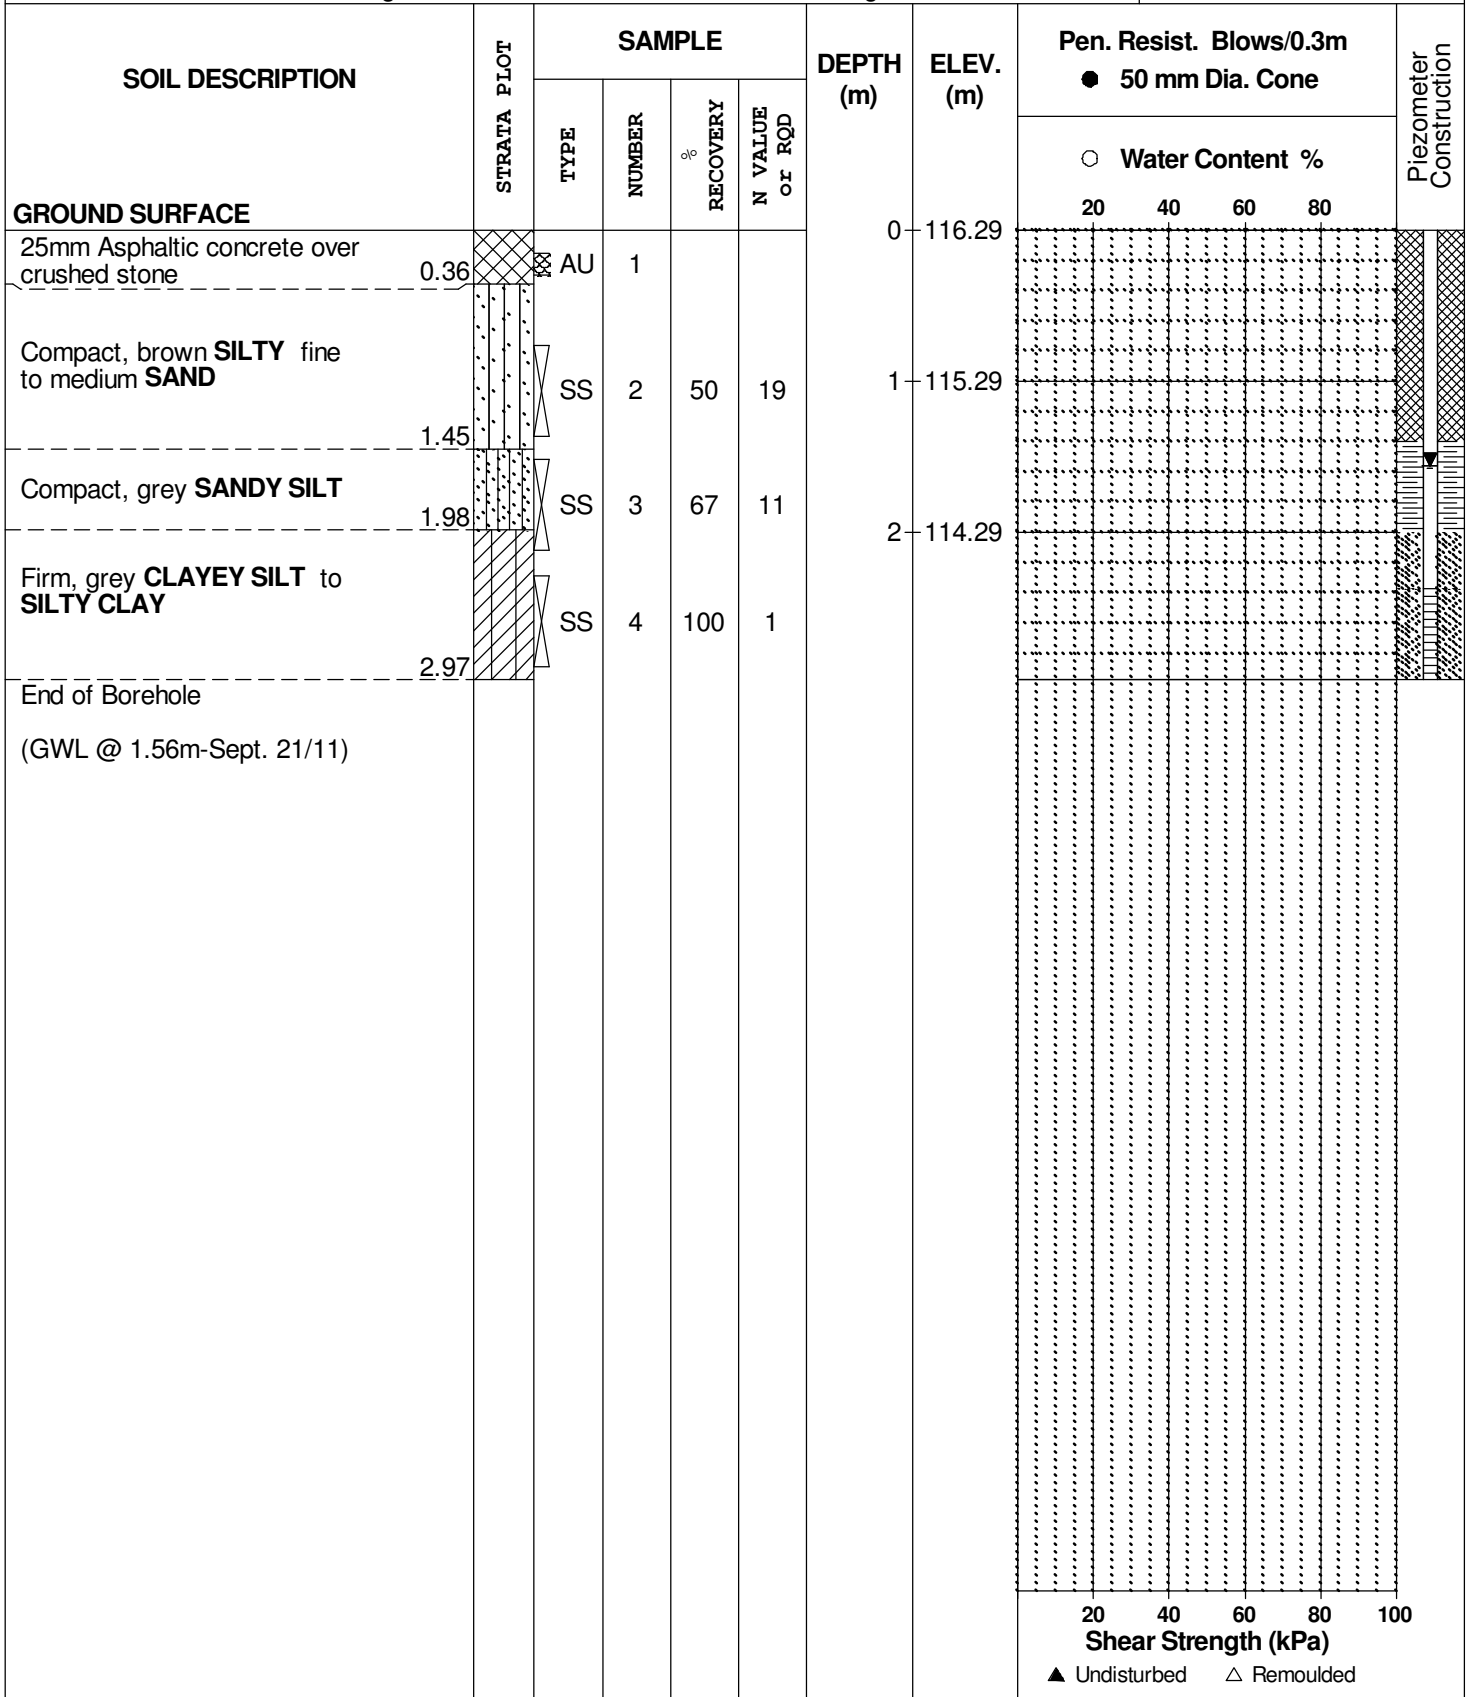 SOIL DESCRIPTION
STRATA PLOT
SAMPLE
TYPE
NUMBER
%
RECOVERY
N VALUE
or RQD
DEPTH
(m)
ELEV.
(m)
Pen. Resist. Blows/0.3m
● 50 mm Dia. Cone
○ Water Content %
Piezometer
Construction
20 40 60 80
GROUND SURFACE
0 116.29
25mm Asphaltic concrete over
crushed stone 0.36
AU 1
Compact, brown SILTY fine
to medium SAND
SS 2 50 19
1 115.29
1.45
Compact, grey SANDY SILT
1.98
SS 3 67 11
2 114.29
Firm, grey CLAYEY SILT to
SILTY CLAY
SS 4 100 1
2.97
End of Borehole
(GWL @ 1.56m-Sept. 21/11)
20 40 60 80 100
Shear Strength (kPa)
▲ Undisturbed △ Remoulded